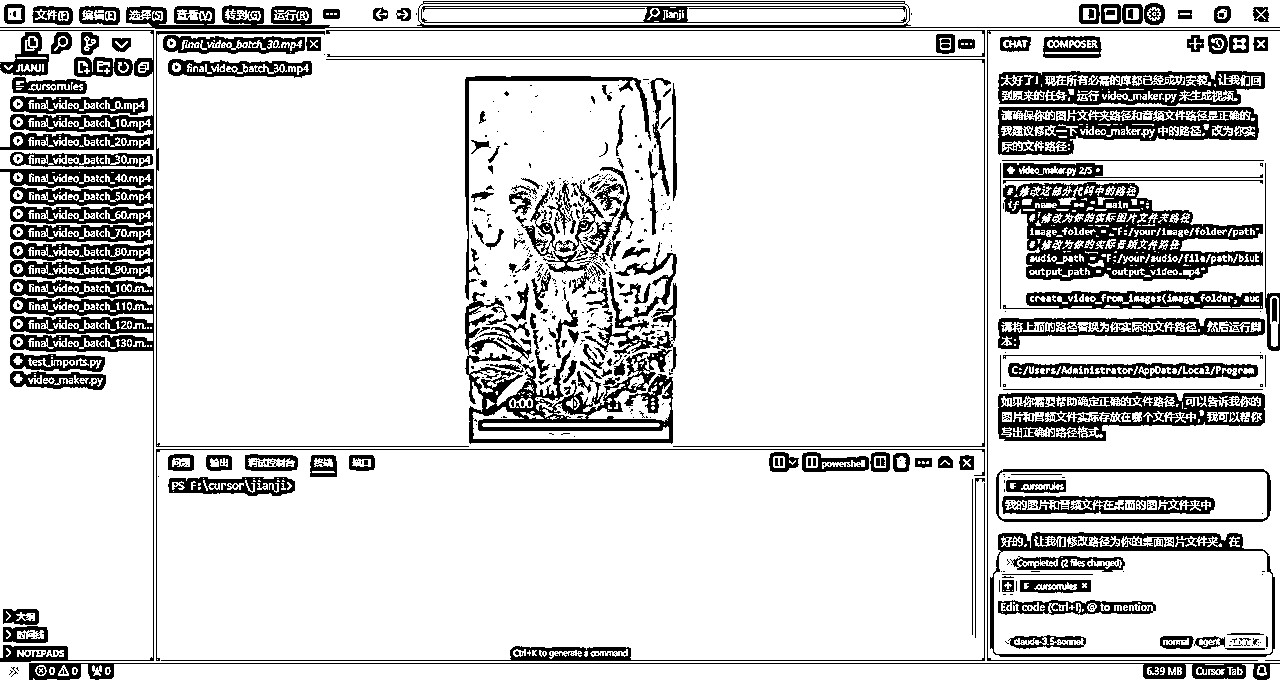 文件(F) 编辑(E) 选择(S) 查看(V) 转到(G) 运行(R) ···
jianji
JIANJI
.cursorrules
final_video_batch_0.mp4
final_video_batch_10.mp4
final_video_batch_20.mp4
final_video_batch_30.mp4
final_video_batch_40.mp4
final_video_batch_50.mp4
final_video_batch_60.mp4
final_video_batch_70.mp4
final_video_batch_80.mp4
final_video_batch_90.mp4
final_video_batch_100.m...
final_video_batch_110.m...
final_video_batch_120.m...
final_video_batch_130.m...
test_imports.py
video_maker.py
大纲
时间线
NOTEPADS
final_video_batch_30.mp4
final_video_batch_30.mp4
0:00
问题 输出 调试控制台 终端 端口
powershell
PS F:\cursor\jianji>
Ctrl+K to generate a command
CHAT COMPOSER
太好了！现在所有必需的库都已经成功安装。让我们回
到原来的任务，运行 video_maker.py 来生成视频。
请确保你的图片文件夹路径和音频文件路径是正确的。
我建议修改一下 video_maker.py 中的路径，改为你实
际的文件路径：
video_maker.py 2/5
# 修改这部分代码中的路径
if __name__ == "__main__":
# 修改为你的实际图片文件夹路径
image_folder = "F:/your/image/folder/path"
# 修改为你的实际音频文件路径
audio_path = "F:/your/audio/file/path/biub
output_path = "output_video.mp4"
create_video_from_images(image_folder, auc
请将上面的路径替换为你实际的文件路径，然后运行脚
本：
C:/Users/Administrator/AppData/Local/Program
如果你需要帮助确定正确的文件路径，可以告诉我你的
图片和音频文件实际存放在哪个文件夹中，我可以帮你
写出正确的路径格式。
.cursorrules
我的图片和音频文件在桌面的图片文件夹中
好的，让我们修改路径为你的桌面图片文件夹。在
Completed (2 files changed)
.cursorrules
Edit code (Ctrl+I), @ to mention
claude-3.5-sonnet normal agent submit
0 0 0
6.39 MB Cursor Tab